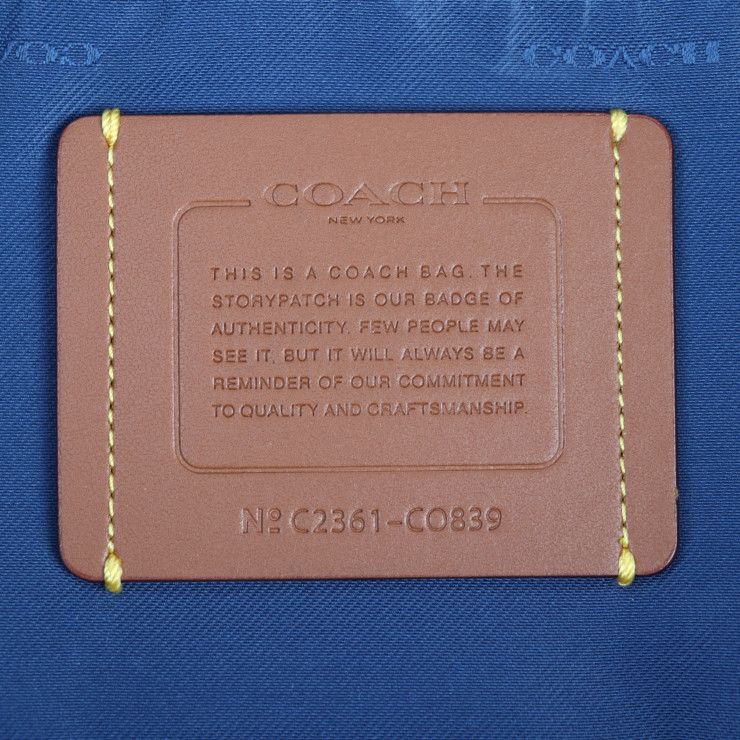 COACH
COACH
NEW YORK
THIS IS A COACH BAG. THE
STORYPATCH IS OUR BADGE OF
AUTHENTICITY. FEW PEOPLE MAY
SEE IT, BUT IT WILL ALWAYS BE A
REMINDER OF OUR COMMITMENT
TO QUALITY AND CRAFTSMANSHIP.
Nº C2361-CO839